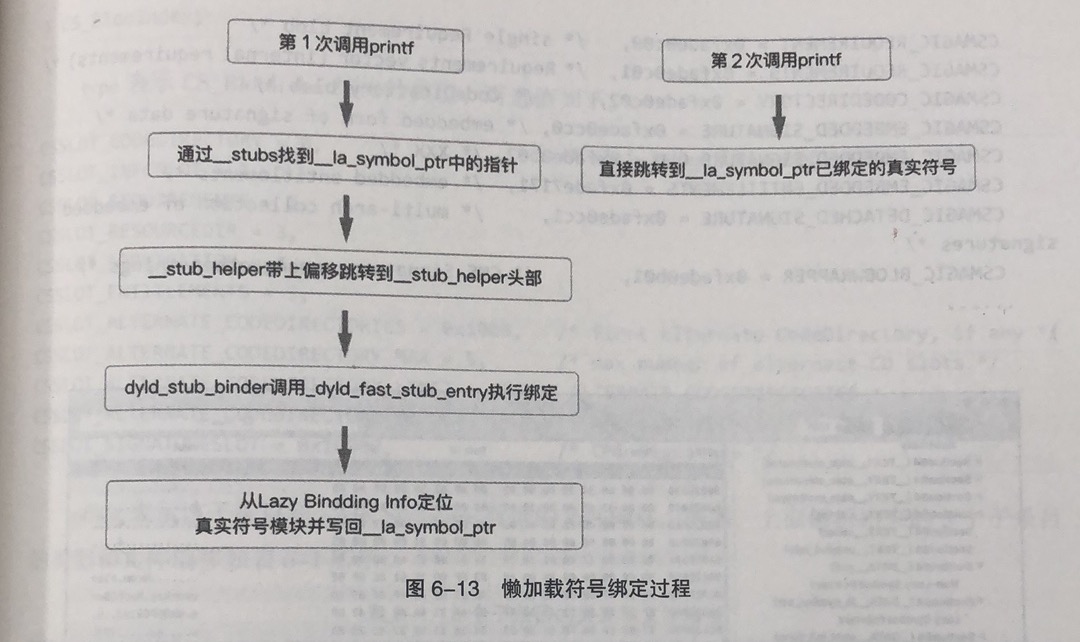 第1次调用printf
通过__stubs找到__la_symbol_ptr中的指针
__stub_helper带上偏移跳转到__stub_helper头部
dyld_stub_binder调用_dyld_fast_stub_entry执行绑定
从Lazy Bindding Info定位
真实符号模块并写回__la_symbol_ptr
第2次调用printf
直接跳转到__la_symbol_ptr已绑定的真实符号
图 6-13 懒加载符号绑定过程